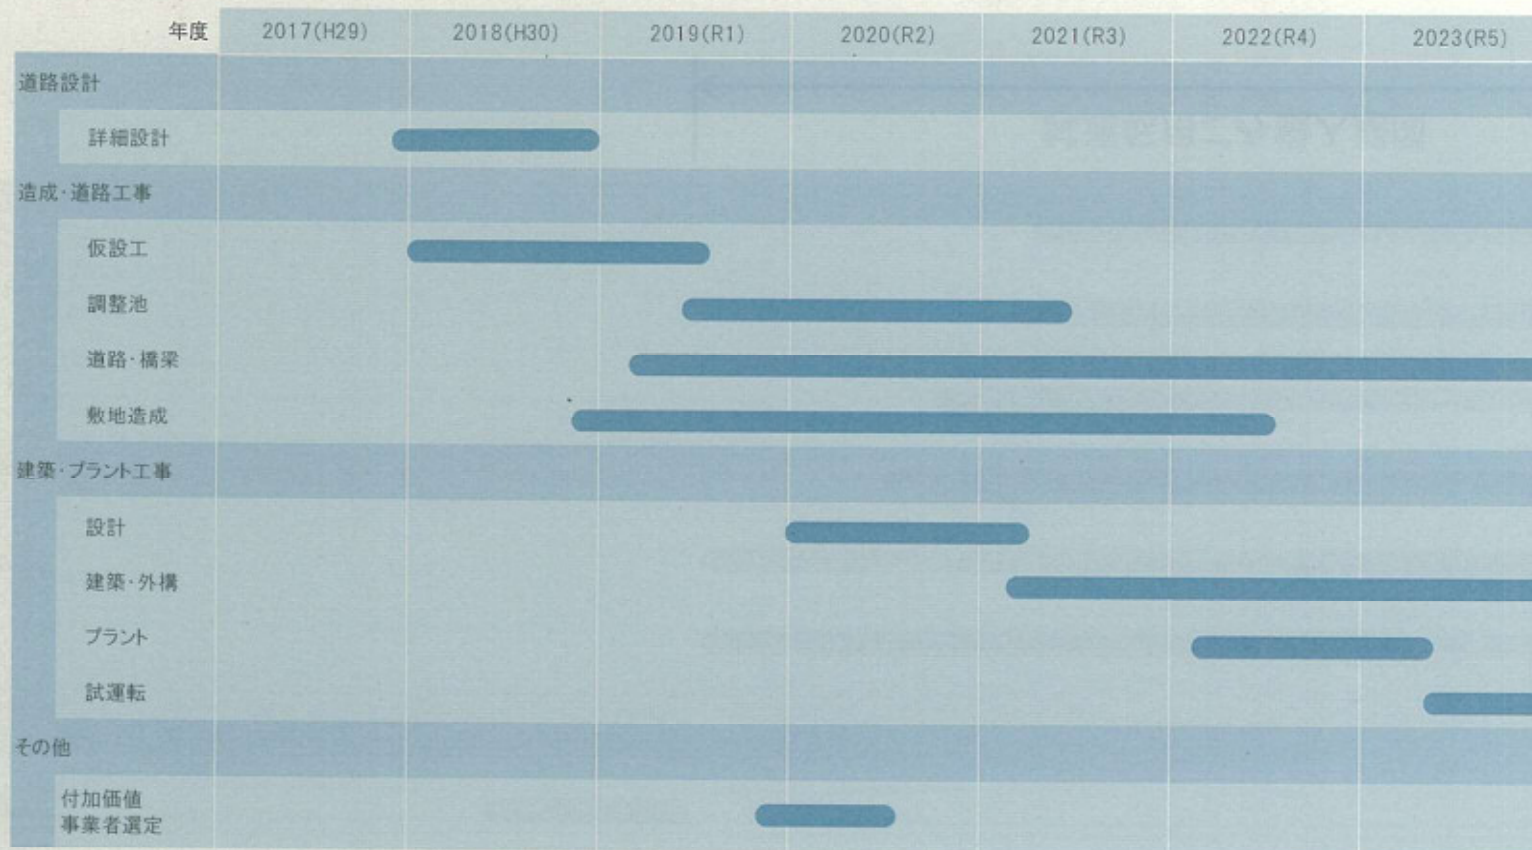 年度 2017(H29) 2018(H30) 2019(R1) 2020(R2) 2021(R3) 2022(R4) 2023(R5)
道路設計
詳細設計
造成・道路工事
仮設工
調整池
道路・橋梁
敷地造成
建築・プラント工事
設計
建築・外構
プラント
試運転
その他
付加価値
事業者選定